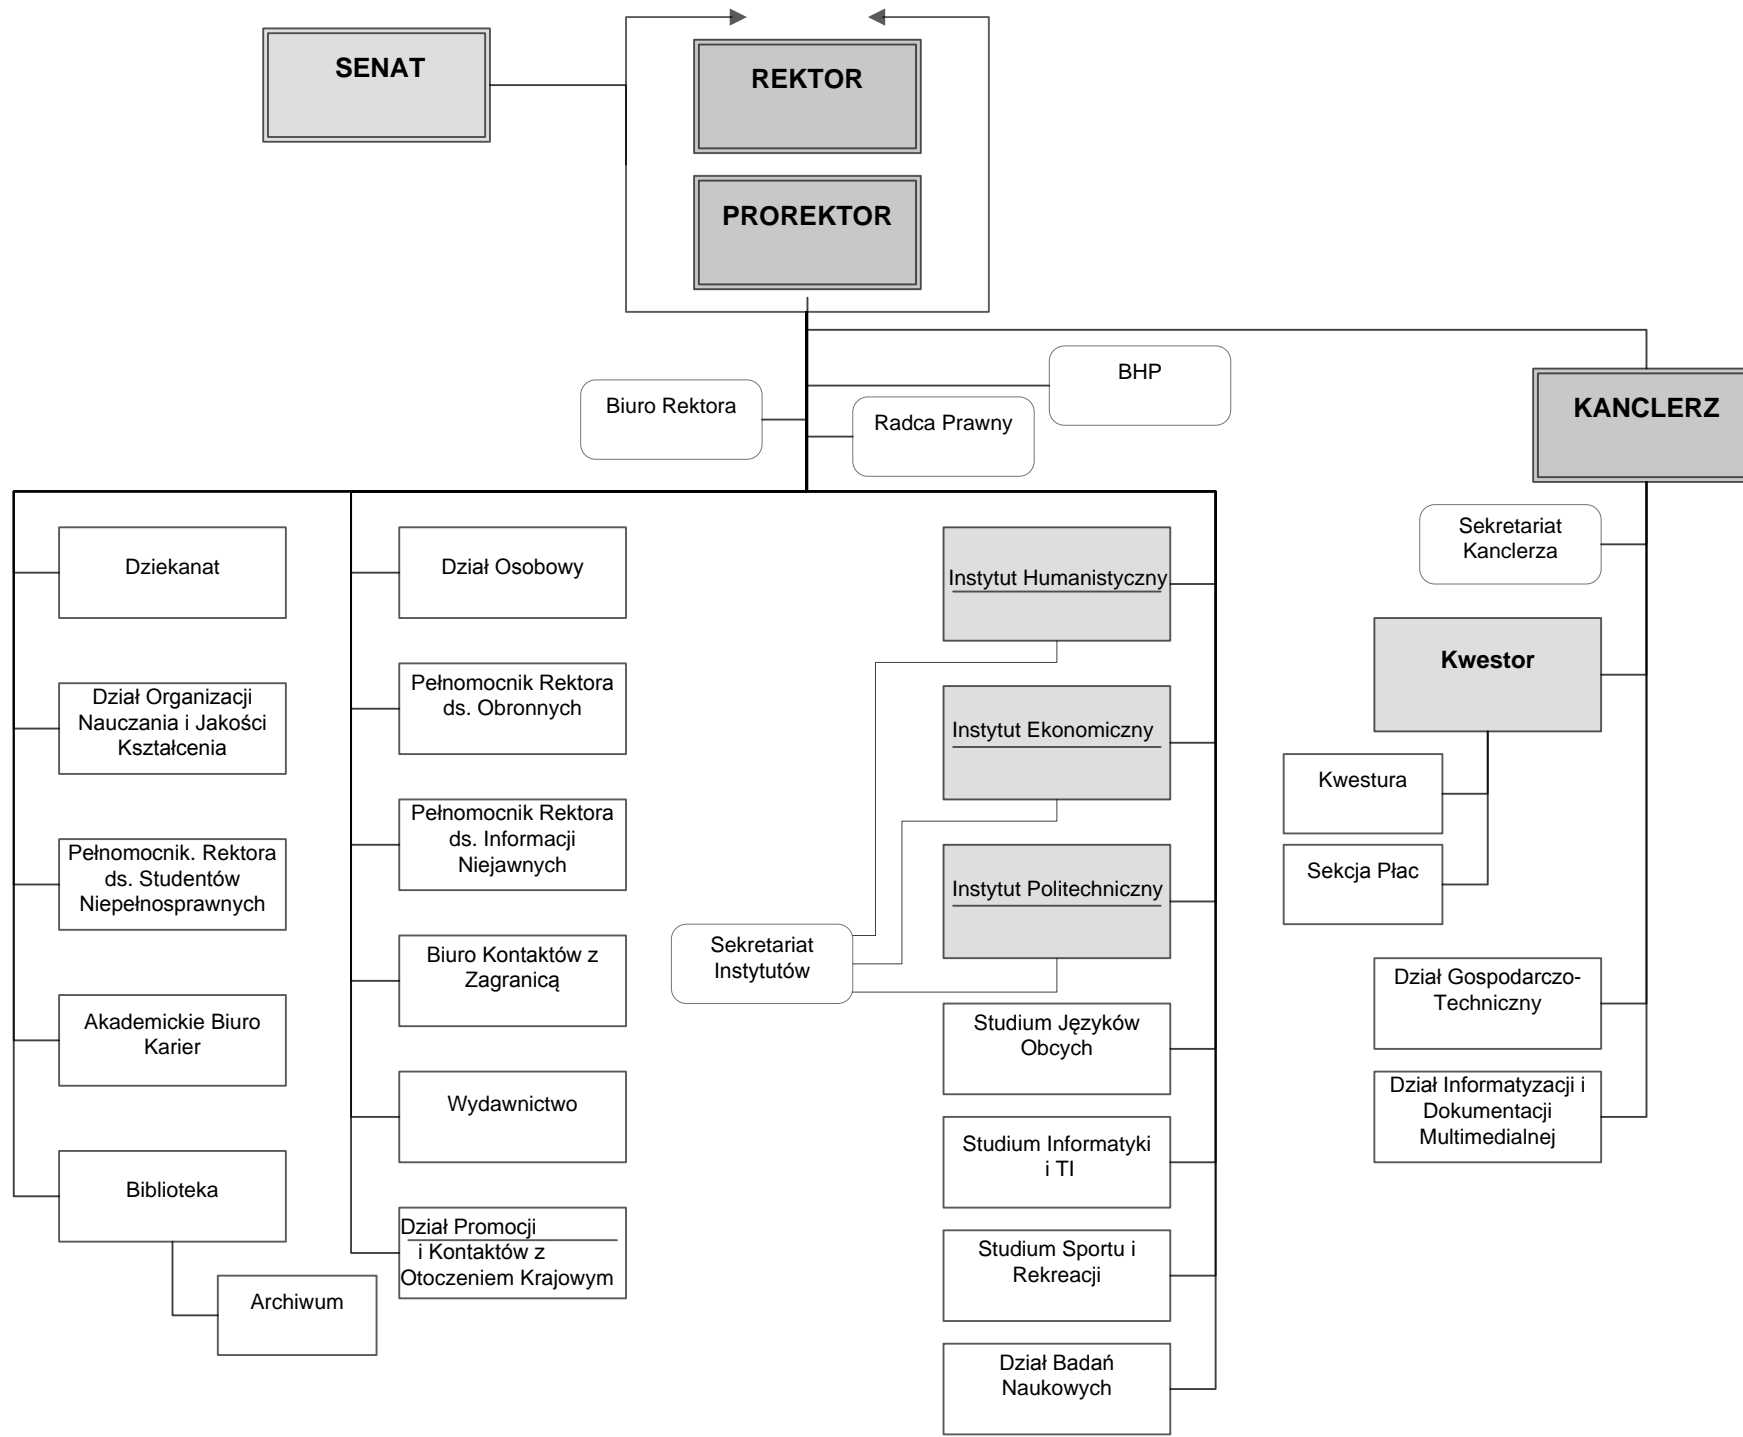 SENAT
REKTOR
PROREKTOR
BHP
Biuro Rektora
Radca Prawny
KANCLERZ
Dziekanat
Dział Organizacji
Nauczania i Jakości
Kształcenia
Pełnomocnik. Rektora
ds. Studentów
Niepełnosprawnych
Akademickie Biuro
Karier
Biblioteka
Archiwum
Dział Osobowy
Pełnomocnik Rektora
ds. Obronnych
Pełnomocnik Rektora
ds. Informacji
Niejawnych
Biuro Kontaktów z
Zagranicą
Wydawnictwo
Dział Promocji
i Kontaktów z
Otoczeniem Krajowym
Sekretariat
Instytutów
Instytut Humanistyczny
Instytut Ekonomiczny
Instytut Politechniczny
Studium Języków
Obcych
Studium Informatyki
i TI
Studium Sportu i
Rekreacji
Dział Badań
Naukowych
Sekretariat
Kanclerza
Kwestor
Kwestura
Sekcja Płac
Dział Gospodarczo-
Techniczny
Dział Informatyzacji i
Dokumentacji
Multimedialnej